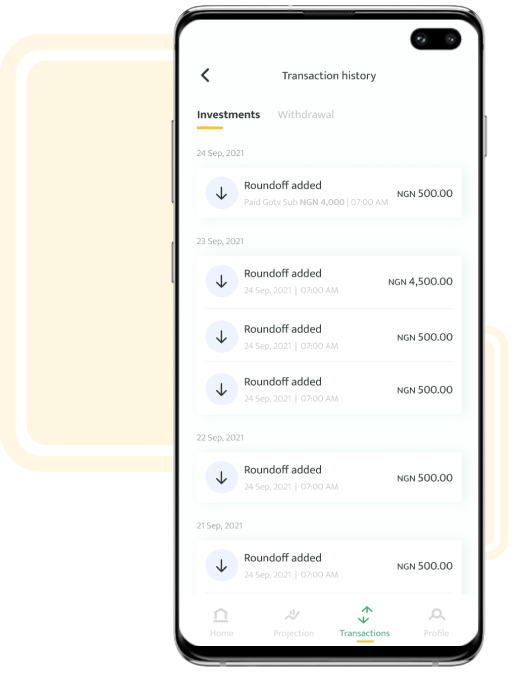 Transaction history
Investments Withdrawal
24 Sep, 2021
Roundoff added
NGN 500.00
Paid Gotv Sub NGN 4,000 | 07:00 AM
23 Sep, 2021
Roundoff added
NGN 4,500.00
24 Sep, 2021 | 07:00 AM
Roundoff added
NGN 500.00
24 Sep, 2021 | 07:00 AM
Roundoff added
NGN 500.00
24 Sep, 2021 | 07:00 AM
22 Sep, 2021
Roundoff added
NGN 500.00
24 Sep, 2021 | 07:00 AM
21 Sep, 2021
Roundoff added
NGN 500.00
24 Sep, 2021 | 07:00 AM
Home Projection Transactions Profile